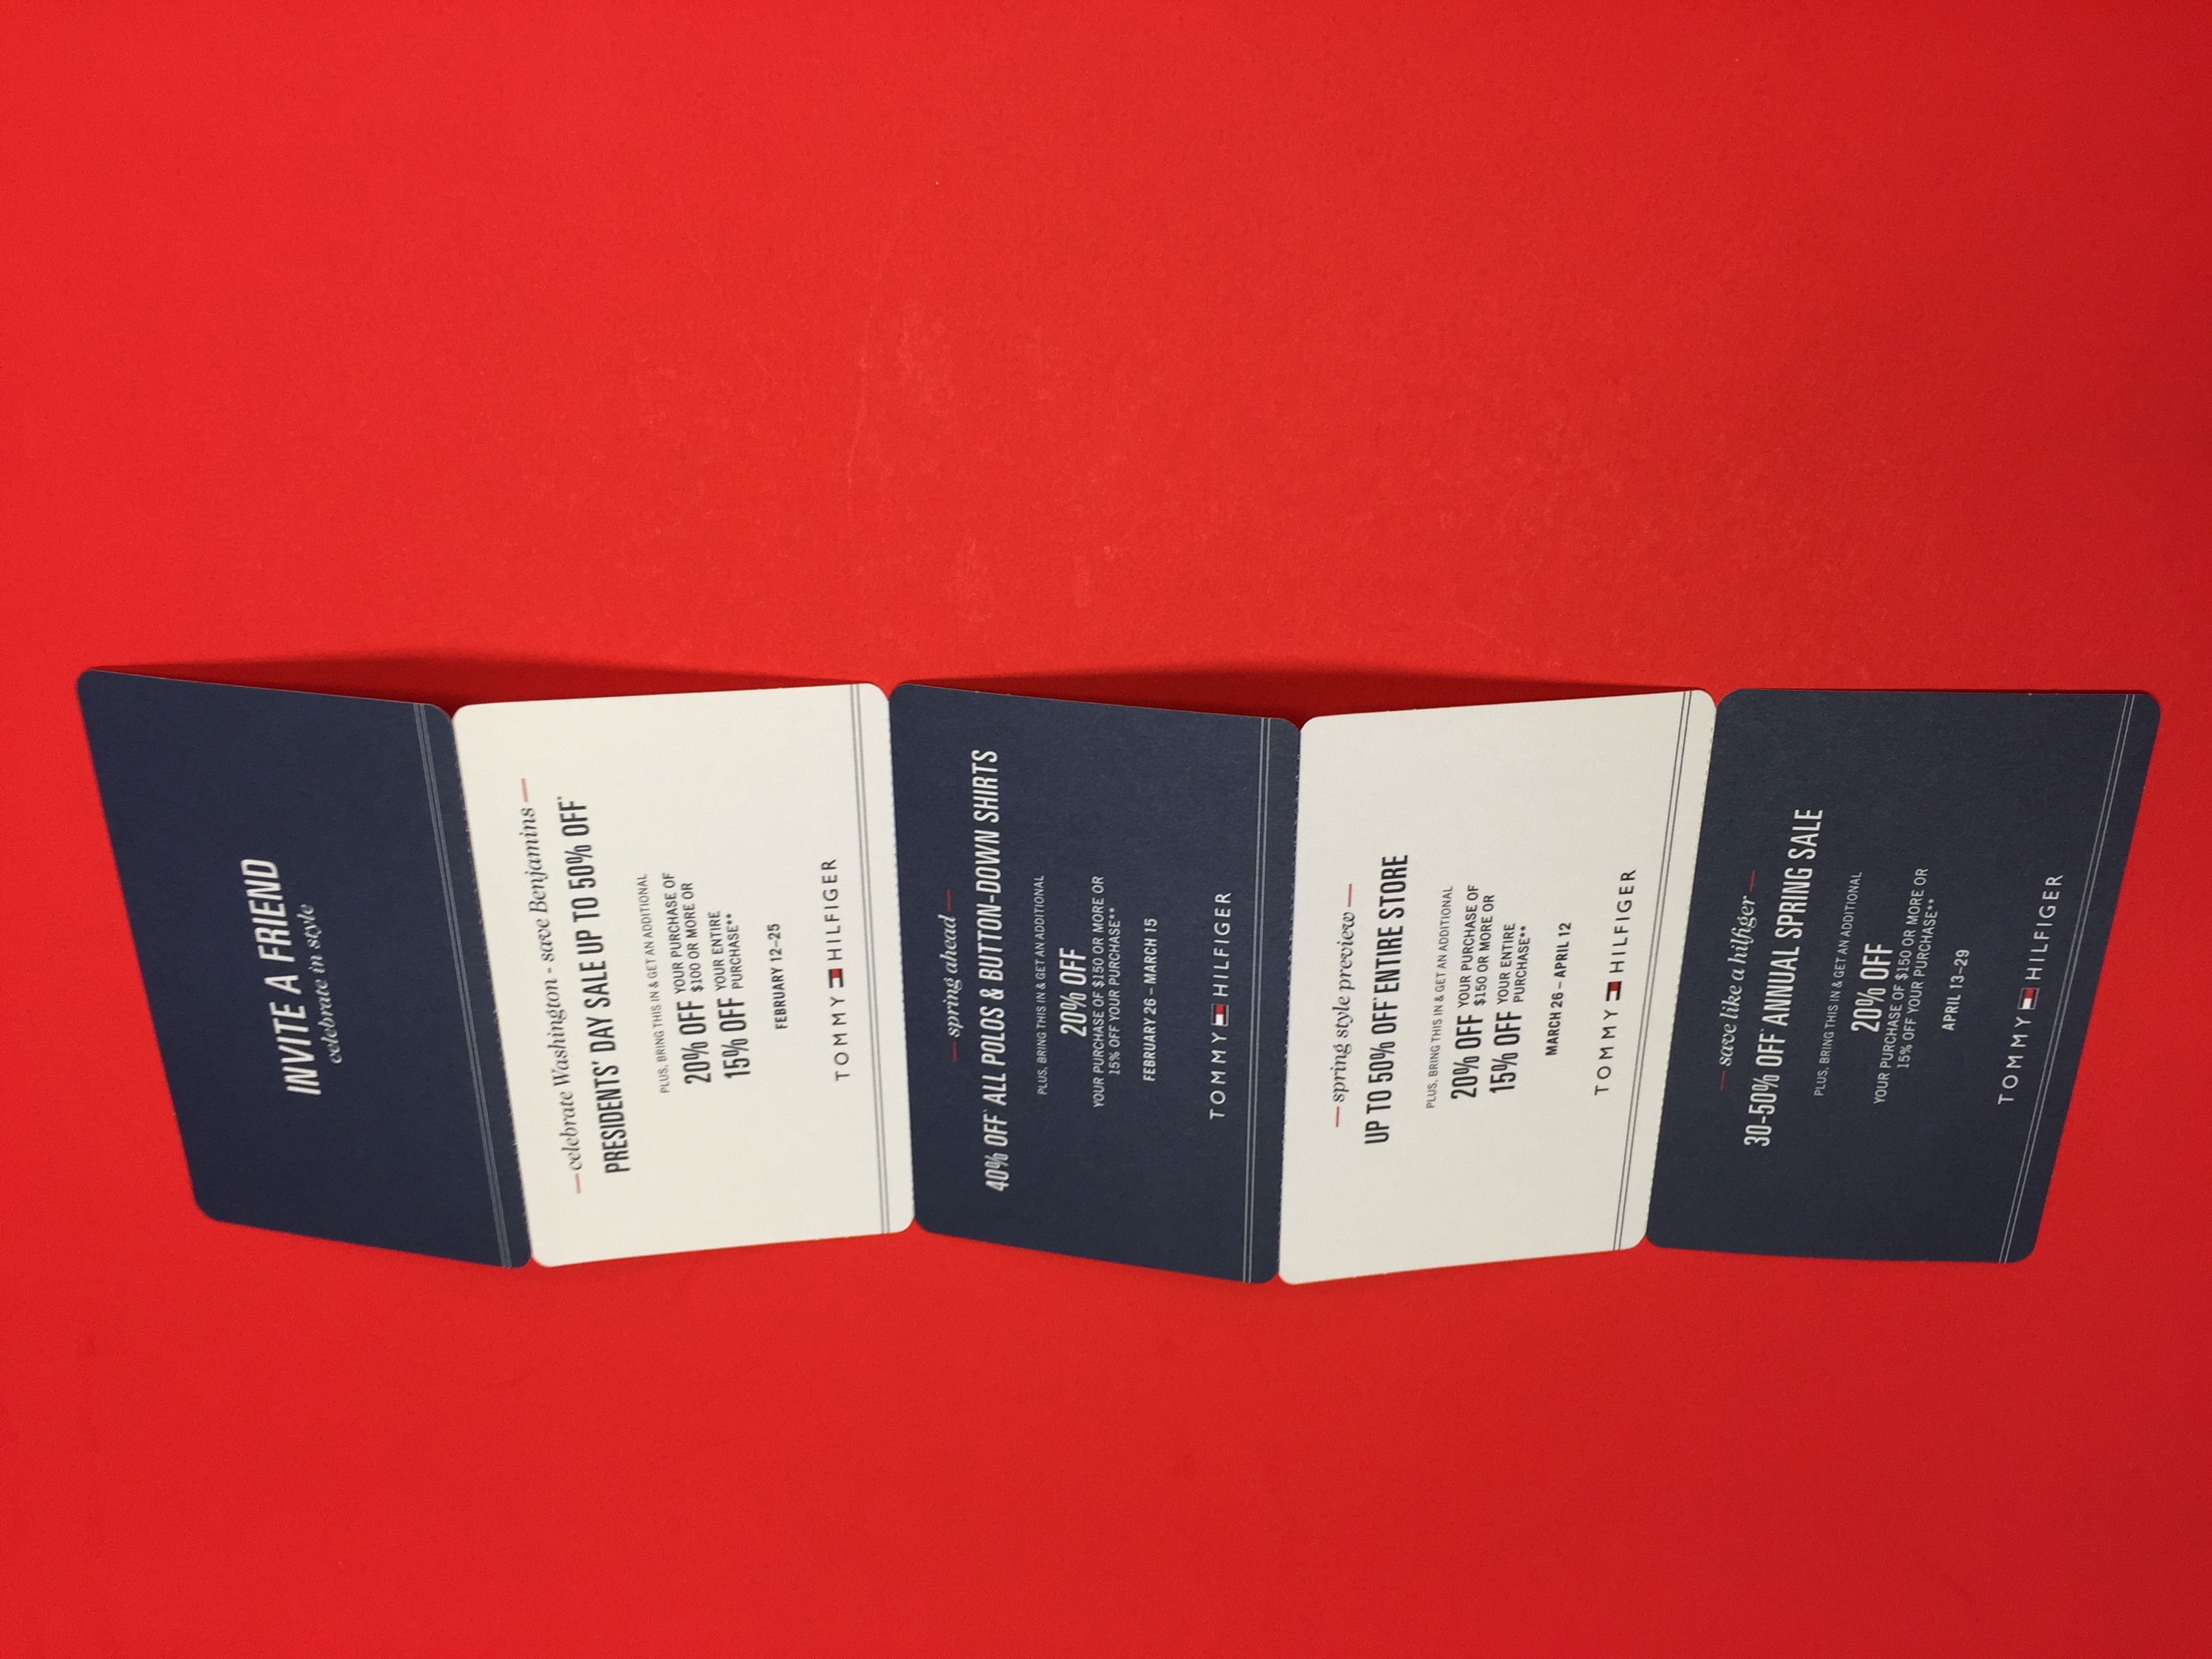 INVITE A FRIEND
celebrate in style
celebrate Washington - save Benjamins
PRESIDENTS' DAY SALE UP TO 50% OFF*
PLUS, BRING THIS IN & GET AN ADDITIONAL
20% OFF YOUR PURCHASE OF
$100 OR MORE OR
15% OFF YOUR ENTIRE
PURCHASE**
FEBRUARY 12–25
TOMMY HILFIGER
spring ahead
40% OFF* ALL POLOS & BUTTON-DOWN SHIRTS
PLUS, BRING THIS IN & GET AN ADDITIONAL
20% OFF
YOUR PURCHASE OF $150 OR MORE OR
15% OFF YOUR PURCHASE**
FEBRUARY 26 – MARCH 15
TOMMY HILFIGER
spring style preview
UP TO 50% OFF* ENTIRE STORE
PLUS, BRING THIS IN & GET AN ADDITIONAL
20% OFF YOUR PURCHASE OF
$150 OR MORE OR
15% OFF YOUR ENTIRE
PURCHASE**
MARCH 26 – APRIL 12
TOMMY HILFIGER
save like a hilfiger
30-50% OFF* ANNUAL SPRING SALE
PLUS, BRING THIS IN & GET AN ADDITIONAL
20% OFF
YOUR PURCHASE OF $150 OR MORE OR
15% OFF YOUR PURCHASE**
APRIL 13–29
TOMMY HILFIGER